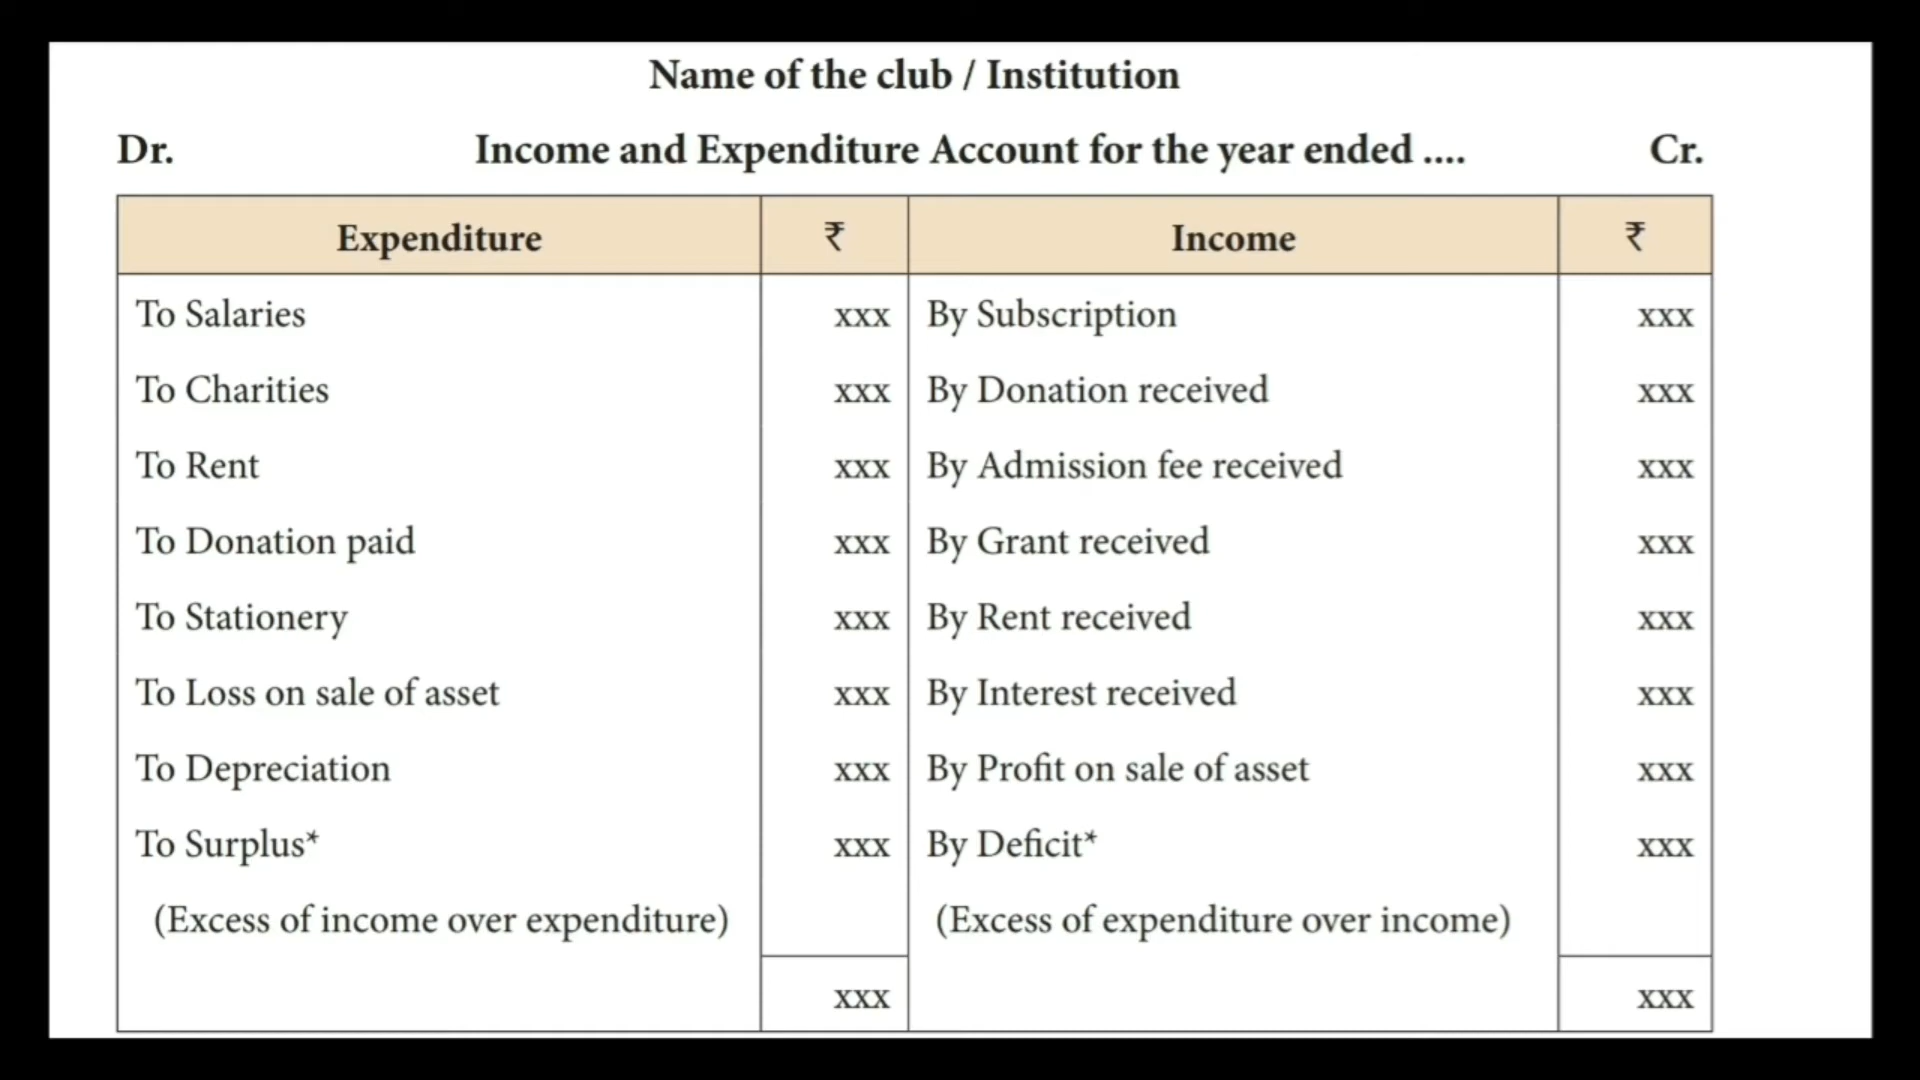 Name of the club / Institution
Dr. Income and Expenditure Account for the year ended .... Cr.
Expenditure ₹ Income ₹
To Salaries xxx By Subscription xxx
To Charities xxx By Donation received xxx
To Rent xxx By Admission fee received xxx
To Donation paid xxx By Grant received xxx
To Stationery xxx By Rent received xxx
To Loss on sale of asset xxx By Interest received xxx
To Depreciation xxx By Profit on sale of asset xxx
To Surplus* xxx By Deficit* xxx
(Excess of income over expenditure) (Excess of expenditure over income)
xxx xxx